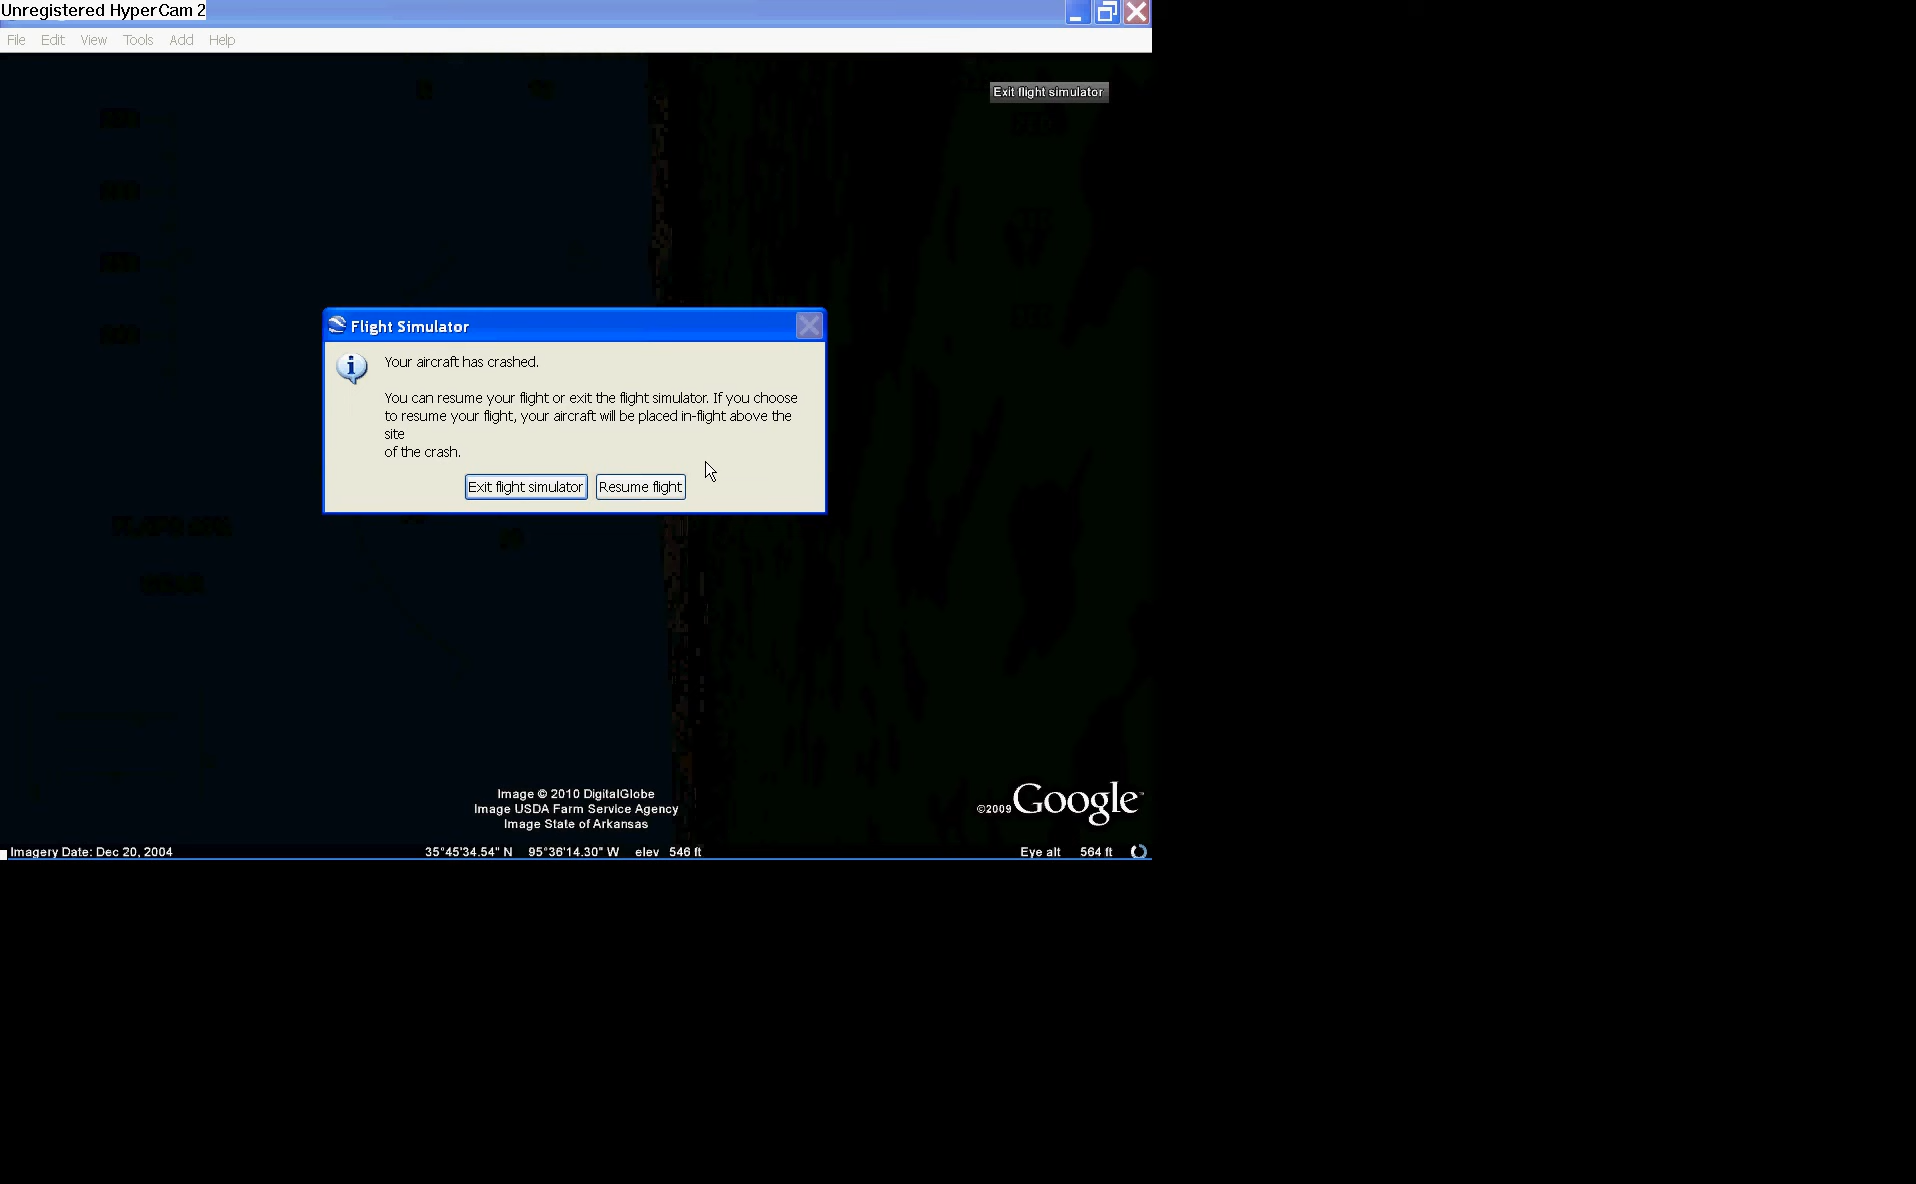 Unregistered HyperCam 2
File Edit View Tools Add Help
Exit flight simulator
Flight Simulator
Your aircraft has crashed.
You can resume your flight or exit the flight simulator. If you choose
to resume your flight, your aircraft will be placed in-flight above the
site
of the crash.
Exit flight simulator Resume flight
Image © 2010 DigitalGlobe
Image USDA Farm Service Agency
Image State of Arkansas
©2009 Google™
Imagery Date: Dec 20, 2004 35°45'34.54" N 95°36'14.30" W elev 546 ft Eye alt 564 ft